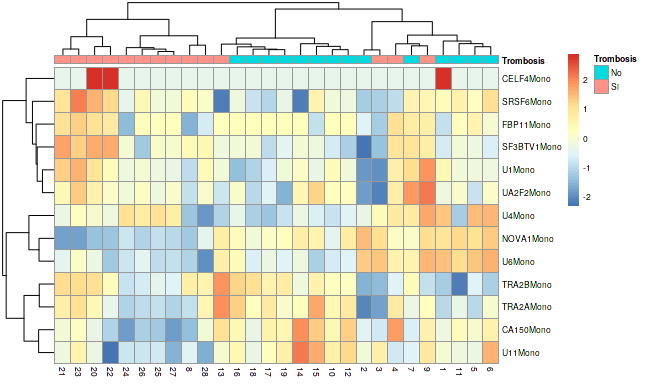 Trombosis
CELF4Mono
SRSF6Mono
FBP11Mono
SF3BTV1Mono
U1Mono
UA2F2Mono
U4Mono
NOVA1Mono
U6Mono
TRA2BMono
TRA2AMono
CA150Mono
U11Mono
21 23 20 22 24 26 25 27 8 28 13 16 18 17 19 14 15 10 12 2 3 4 7 9 1 11 5 6
2
1
0
-1
-2
Trombosis
No
SI